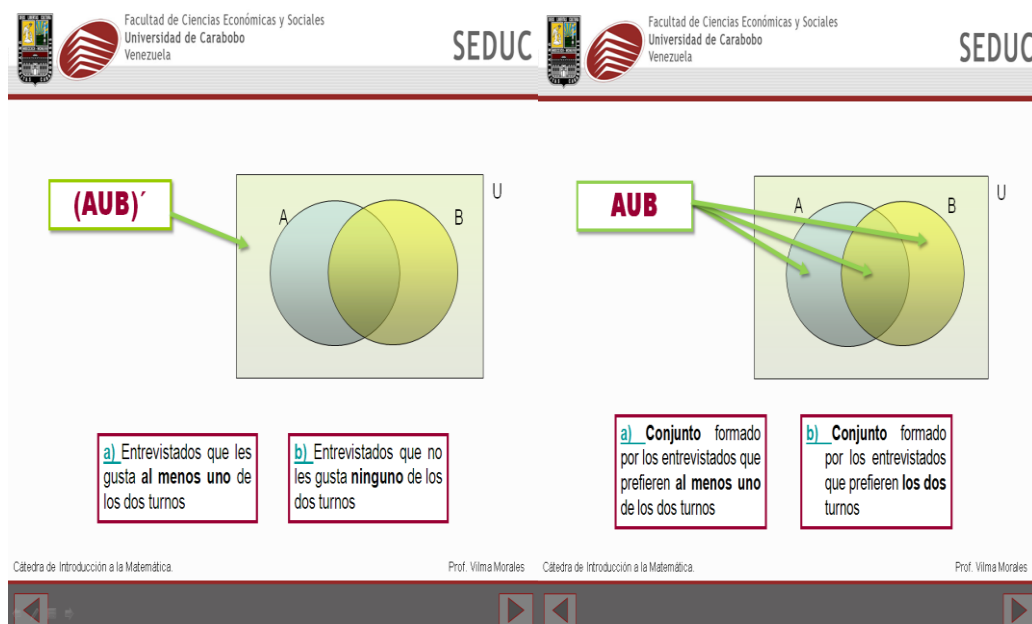 Facultad de Ciencias Económicas y Sociales
Universidad de Carabobo
Venezuela
SEDUC
(AUB)´
A
B
U
a) Entrevistados que les
gusta al menos uno de
los dos turnos
b) Entrevistados que no
les gusta ninguno de los
dos turnos
Cátedra de Introducción a la Matemática.
Prof. Vilma Morales
Facultad de Ciencias Económicas y Sociales
Universidad de Carabobo
Venezuela
SEDUC
AUB
A
B
U
a) Conjunto formado
por los entrevistados que
prefieren al menos uno
de los dos turnos
b) Conjunto formado
por los entrevistados
que prefieren los dos
turnos
Cátedra de Introducción a la Matemática.
Prof. Vilma Morales